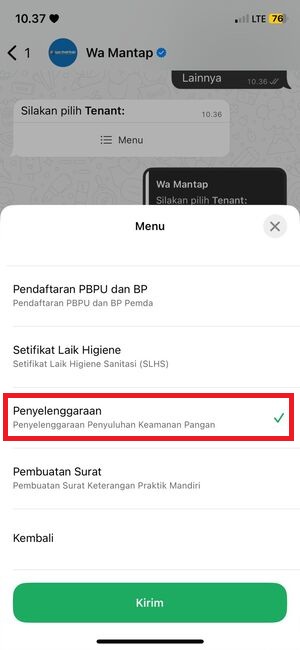 10.37
LTE 76
1
Wa Mantap
Lainnya
10.36
Silakan pilih Tenant:
10.36
Menu
Wa Mantap
Silakan pilih Tenant:
Menu
Pendaftaran PBPU dan BP
Pendaftaran PBPU dan BP Pemda
Setifikat Laik Higiene
Setifikat Laik Higiene Sanitasi (SLHS)
Penyelenggaraan
Penyelenggaraan Penyuluhan Keamanan Pangan
Pembuatan Surat
Pembuatan Surat Keterangan Praktik Mandiri
Kembali
Kirim